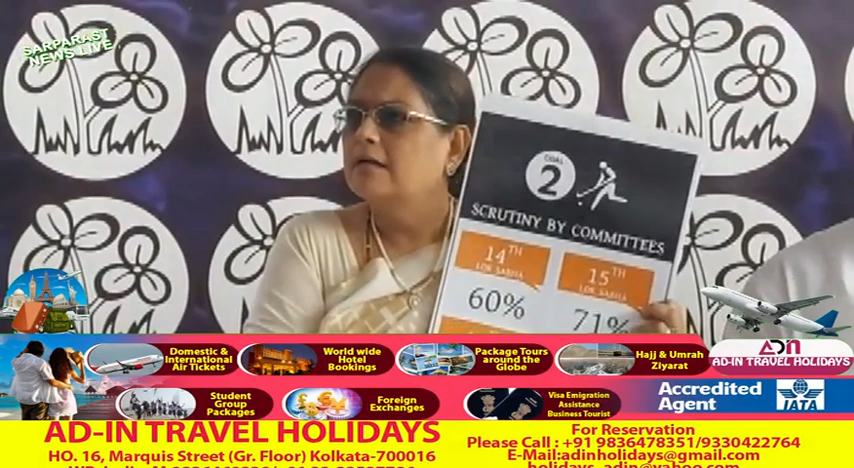 SARPARAST
NEWS LIVE
GOAL
2
SCRUTINY BY COMMITTEES
14TH
LOK SABHA
60%
15TH
LOK SABHA
71%
Domestic &
International
Air Tickets
World wide
Hotel
Bookings
Package Tours
around the
Globe
Hajj & Umrah
Ziyarat
ADN
AD-IN TRAVEL HOLIDAYS
Student
Group
Packages
Foreign
Exchanges
Visa Emigration
Assistance
Business Tourist
Accredited
Agent
IATA
AD-IN TRAVEL HOLIDAYS
HO. 16, Marquis Street (Gr. Floor) Kolkata-700016
For Reservation
Please Call : +91 9836478351/9330422764
E-Mail:adinholidays@gmail.com
holidays_adin@yahoo.com